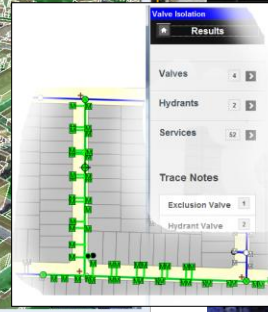 Valve Isolation
Results
Valves 4
Hydrants 2
Services 52
Trace Notes
Exclusion Valve 1
Hydrant Valve 2